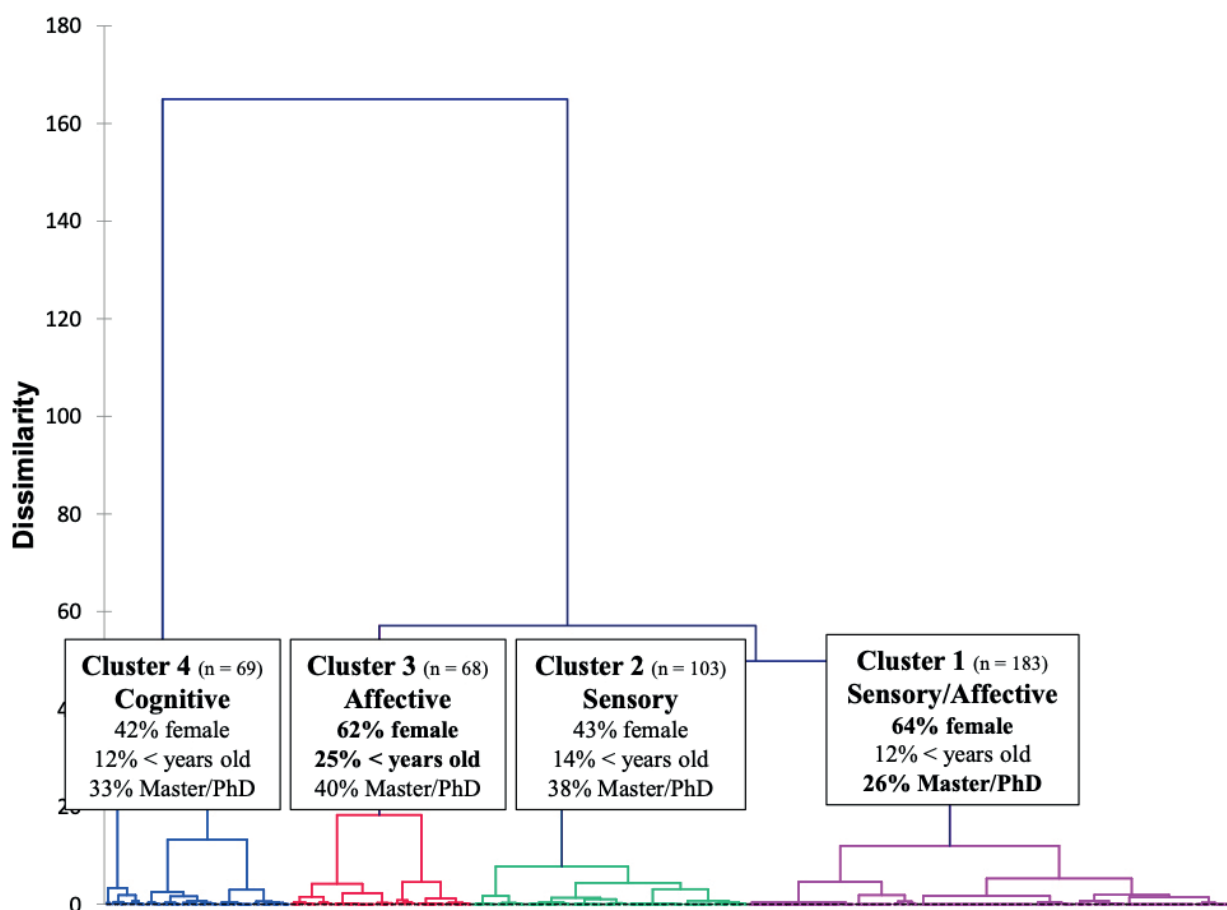 180
160
140
120
100
80
60
4
20
0
Dissimilarity
Cluster 4 (n = 69)
Cognitive
42% female
12% < years old
33% Master/PhD
Cluster 3 (n = 68)
Affective
62% female
25% < years old
40% Master/PhD
Cluster 2 (n = 103)
Sensory
43% female
14% < years old
38% Master/PhD
Cluster 1 (n = 183)
Sensory/Affective
64% female
12% < years old
26% Master/PhD